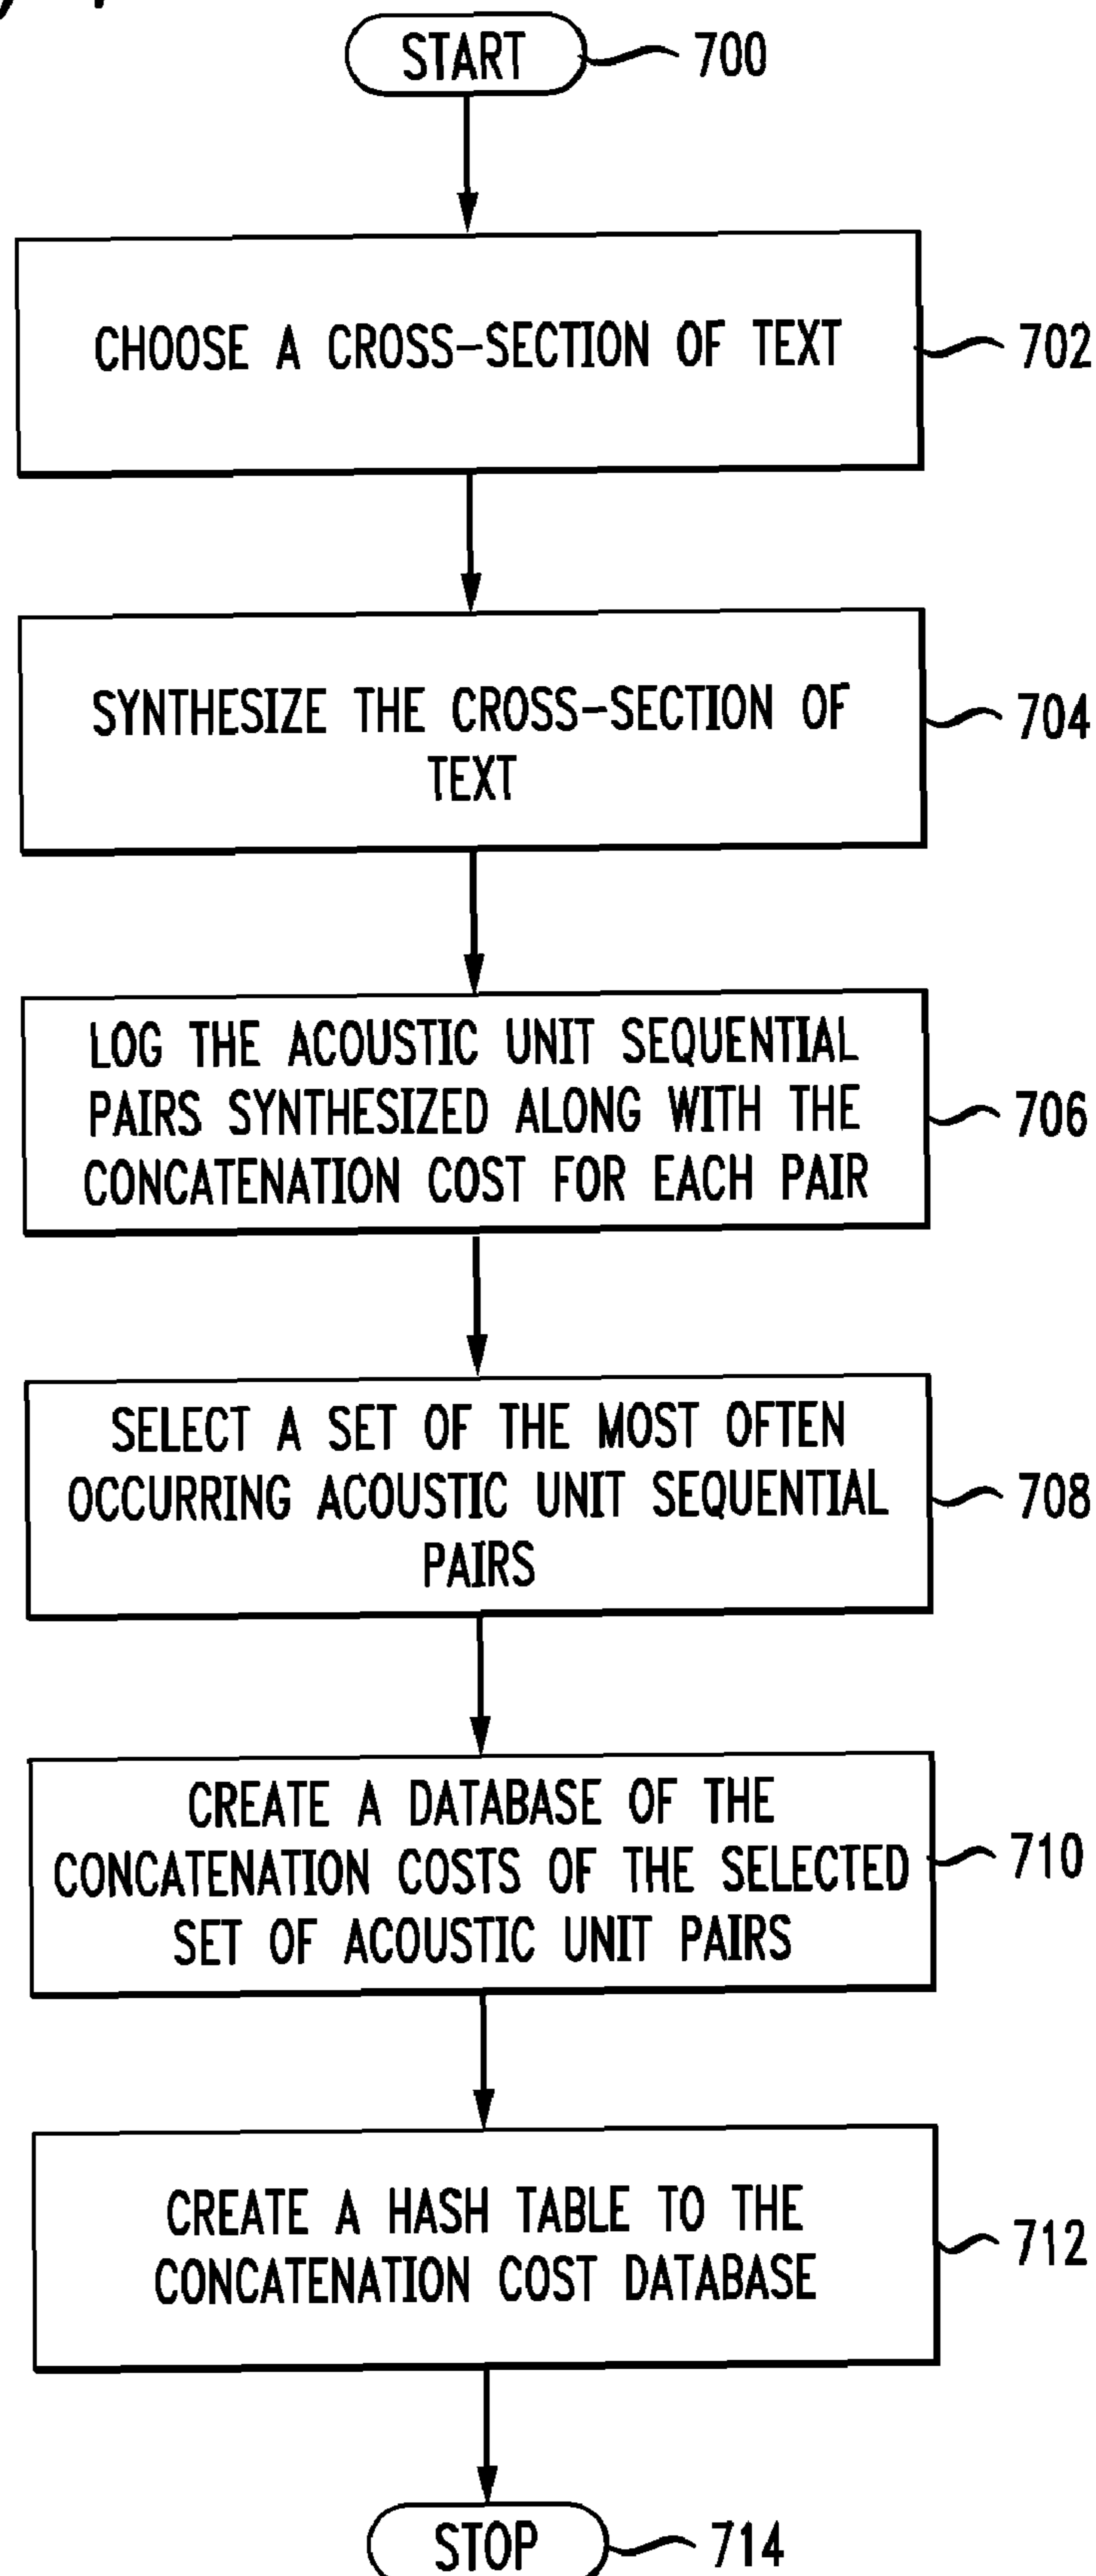 START 700
CHOOSE A CROSS-SECTION OF TEXT 702
SYNTHESIZE THE CROSS-SECTION OF
TEXT
704
LOG THE ACOUSTIC UNIT SEQUENTIAL
PAIRS SYNTHESIZED ALONG WITH THE
CONCATENATION COST FOR EACH PAIR
706
SELECT A SET OF THE MOST OFTEN
OCCURRING ACOUSTIC UNIT SEQUENTIAL
PAIRS
708
CREATE A DATABASE OF THE
CONCATENATION COSTS OF THE SELECTED
SET OF ACOUSTIC UNIT PAIRS
710
CREATE A HASH TABLE TO THE
CONCATENATION COST DATABASE
712
STOP 714